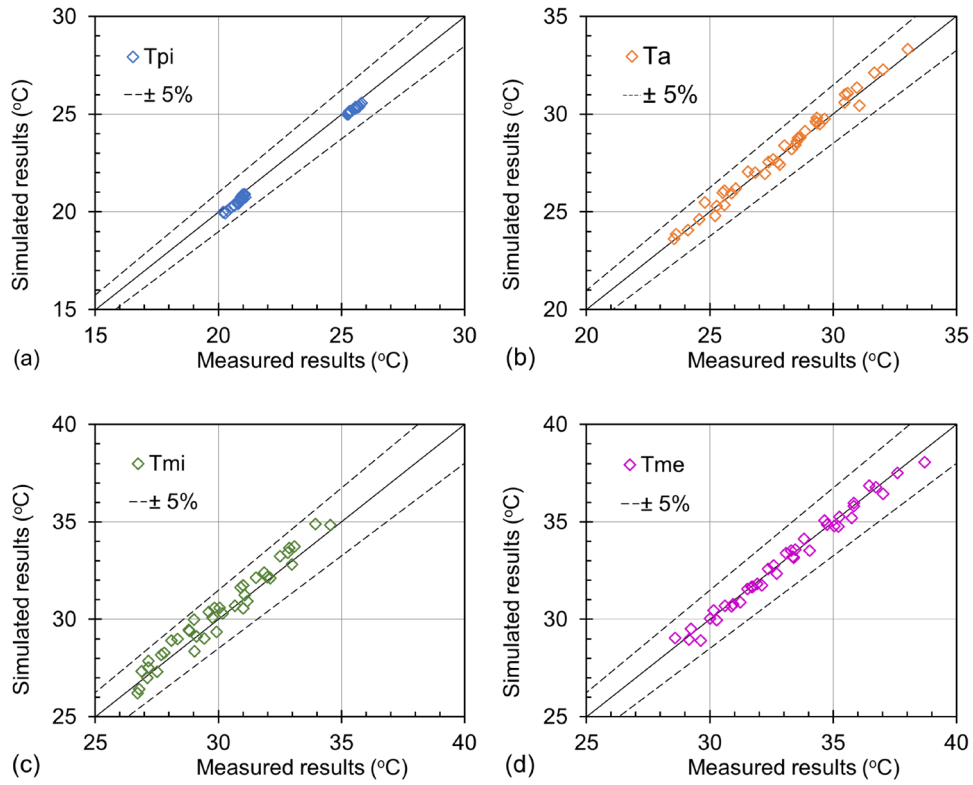 30
25
20
15
Simulated results (°C)
Tpi
± 5%
15 20 25 30
(a) Measured results (°C)
35
30
25
20
Simulated results (°C)
Ta
± 5%
20 25 30 35
(b) Measured results (°C)
40
35
30
25
Simulated results (°C)
Tmi
± 5%
25 30 35 40
(c) Measured results (°C)
40
35
30
25
Simulated results (°C)
Tme
± 5%
25 30 35 40
(d) Measured results (°C)